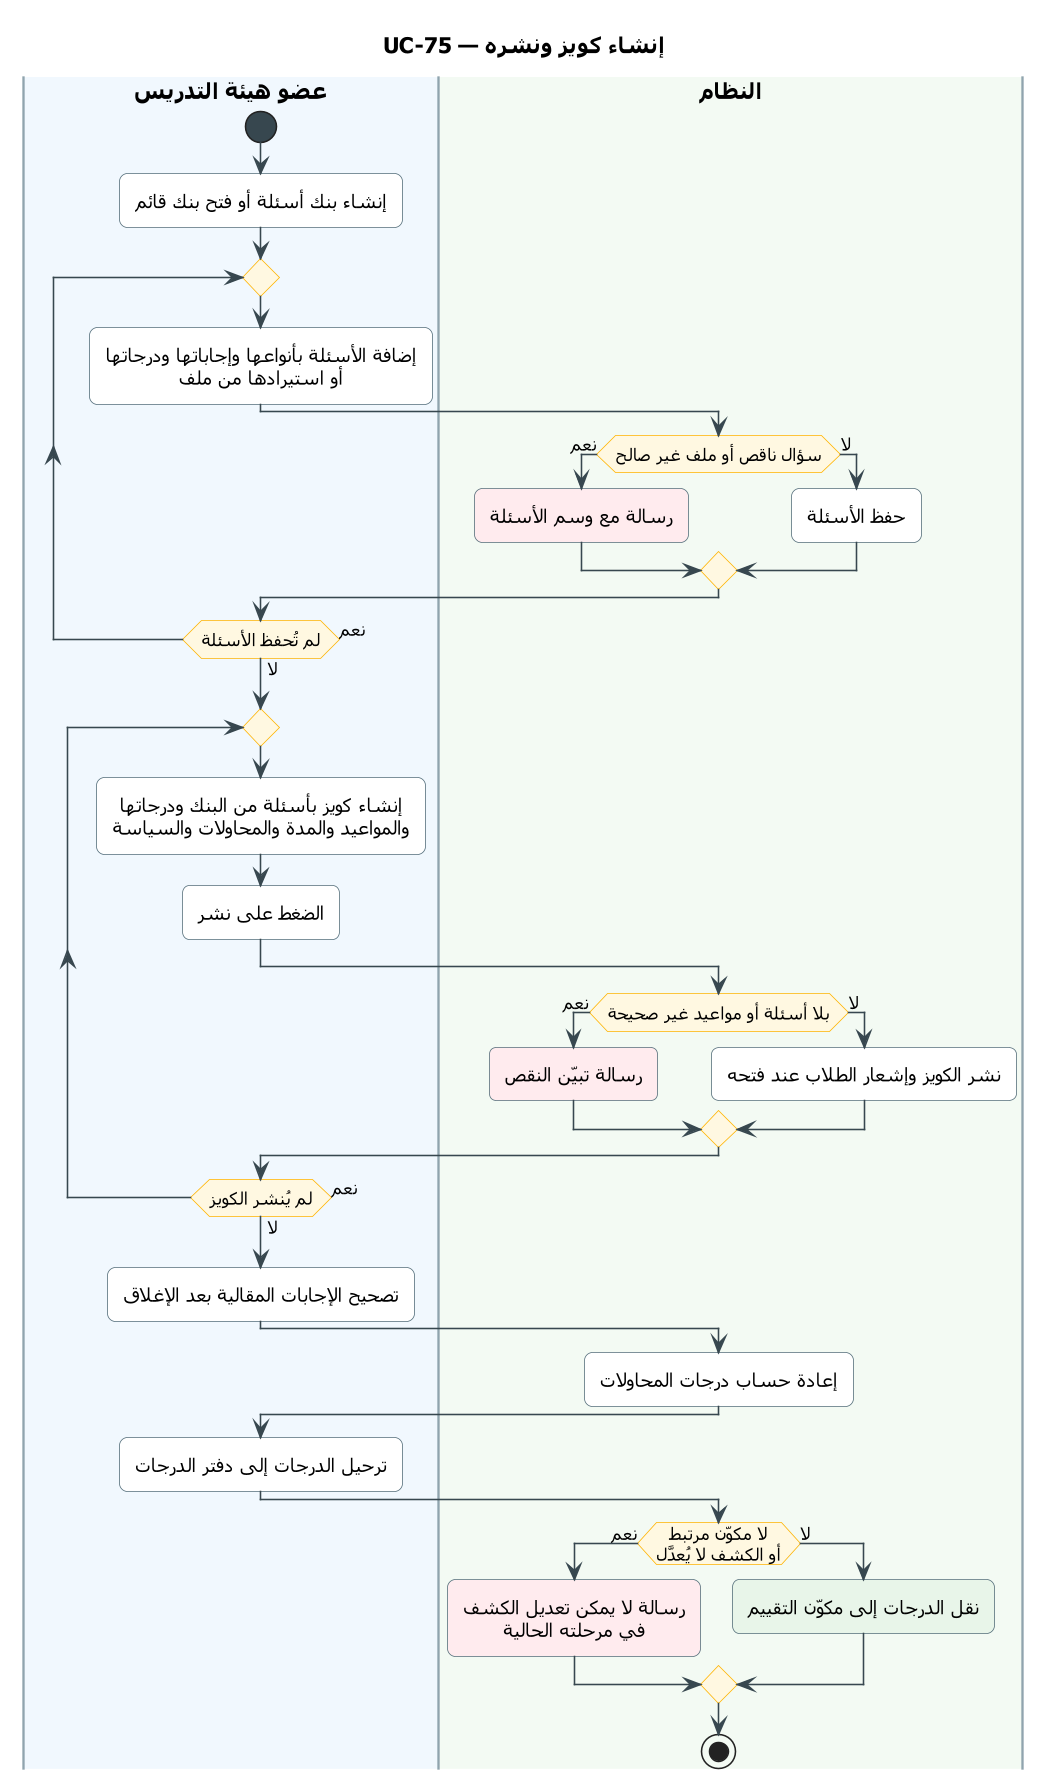 UC-75 — إنشاء كويز ونشره
عضو هيئة التدريس
النظام
إنشاء بنك أسئلة أو فتح بنك قائم
إضافة الأسئلة بأنواعها وإجاباتها ودرجاتها
أو استيرادها من ملف
سؤال ناقص أو ملف غير صالح
نعم
لا
رسالة مع وسم الأسئلة
حفظ الأسئلة
لم تُحفظ الأسئلة
نعم
لا
إنشاء كويز بأسئلة من البنك ودرجاتها
والمواعيد والمدة والمحاولات والسياسة
الضغط على نشر
بلا أسئلة أو مواعيد غير صحيحة
نعم
لا
رسالة تبيّن النقص
نشر الكويز وإشعار الطلاب عند فتحه
لم يُنشر الكويز
نعم
لا
تصحيح الإجابات المقالية بعد الإغلاق
إعادة حساب درجات المحاولات
ترحيل الدرجات إلى دفتر الدرجات
لا مكوّن مرتبط
أو الكشف لا يُعدَّل
نعم
لا
رسالة لا يمكن تعديل الكشف
في مرحلته الحالية
نقل الدرجات إلى مكوّن التقييم